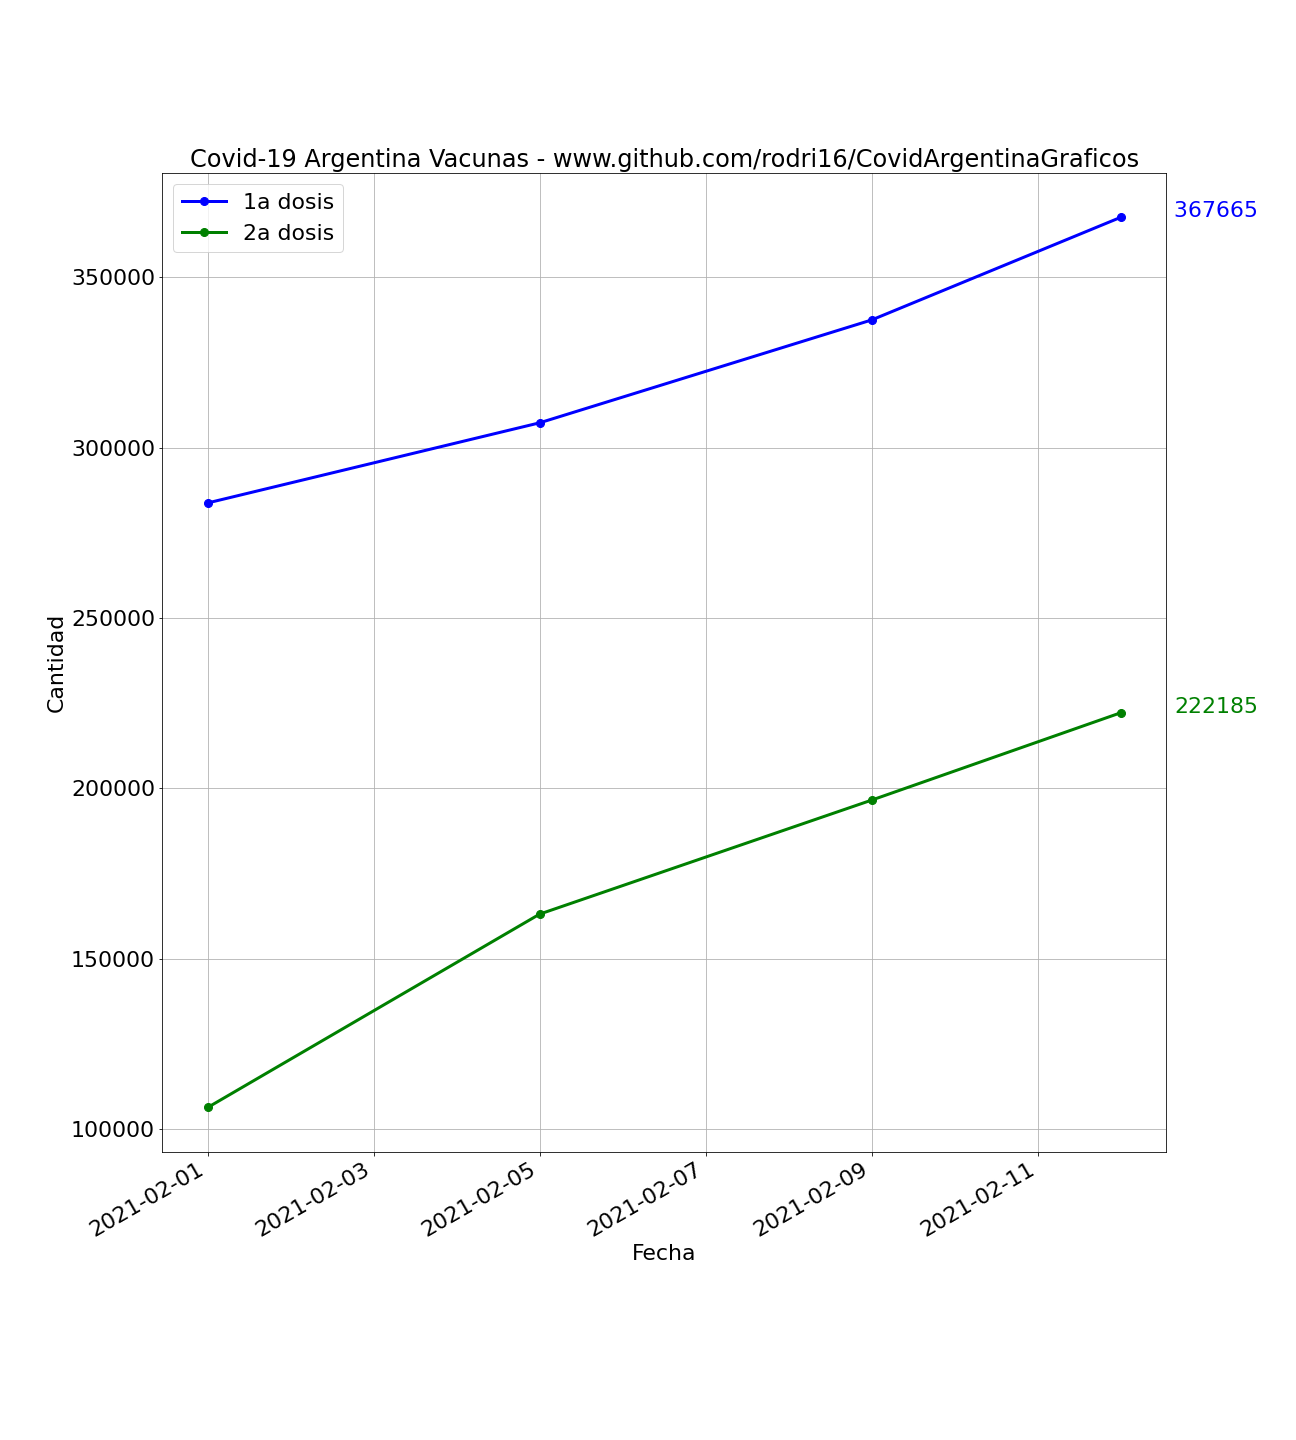 Covid-19 Argentina Vacunas - www.github.com/rodri16/CovidArgentinaGraficos
1a dosis
2a dosis
367665
222185
350000
300000
250000
200000
150000
100000
Cantidad
2021-02-01
2021-02-03
2021-02-05
2021-02-07
2021-02-09
2021-02-11
Fecha